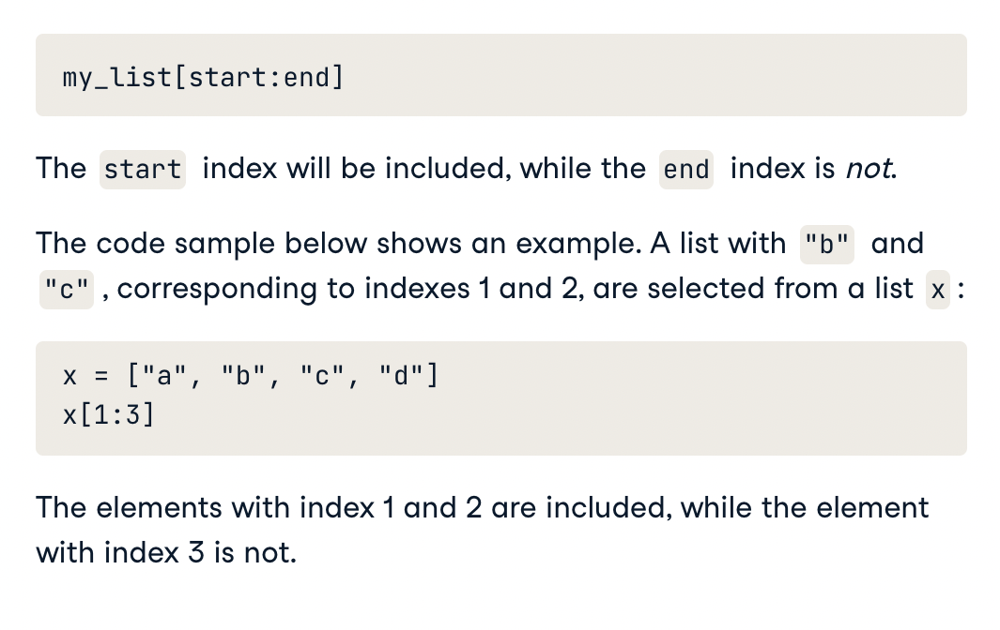 my_list[start:end]
The start index will be included, while the end index is not.
The code sample below shows an example. A list with "b" and
"c", corresponding to indexes 1 and 2, are selected from a list x:
x = ["a", "b", "c", "d"]
x[1:3]
The elements with index 1 and 2 are included, while the element
with index 3 is not.